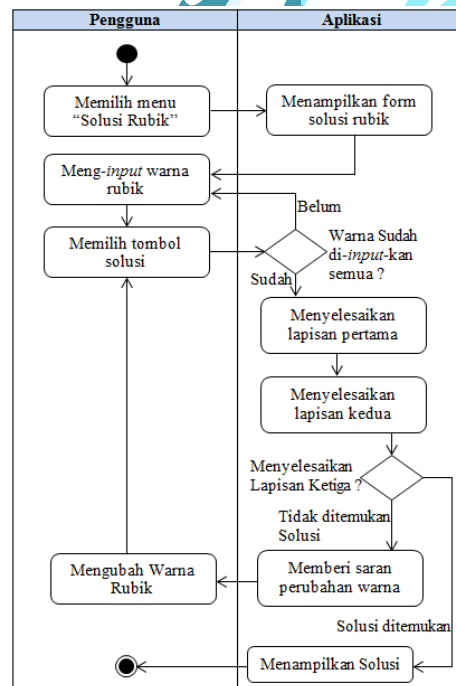 Pengguna
Aplikasi
Memilih menu
“Solusi Rubik”
Menampilkan form
solusi rubik
Meng-input warna
rubik
Belum
Memilih tombol
solusi
Warna Sudah
di-input-kan
semua ?
Sudah
Menyelesaikan
lapisan pertama
Menyelesaikan
lapisan kedua
Menyelesaikan
Lapisan Ketiga ?
Tidak ditemukan
Solusi
Mengubah Warna
Rubik
Memberi saran
perubahan warna
Solusi ditemukan
Menampilkan Solusi